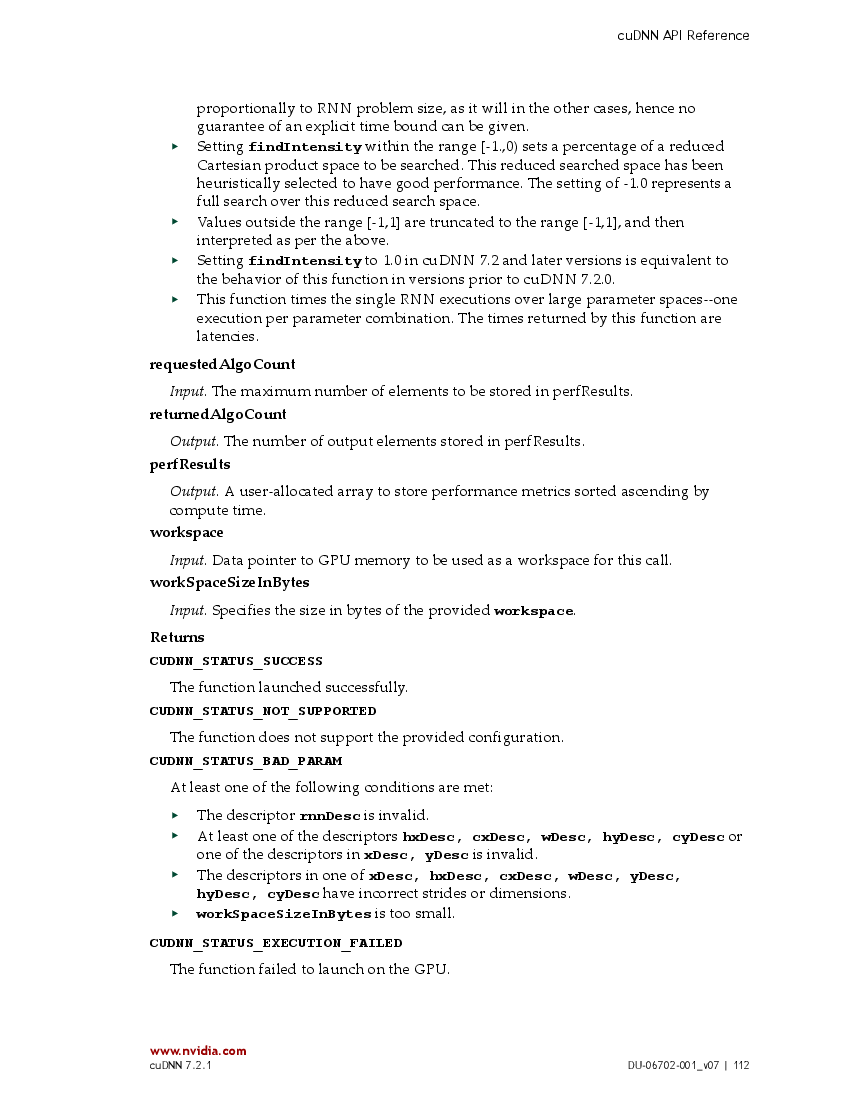 cuDNN API Reference
proportionally to RNN problem size, as it will in the other cases, hence no
guarantee of an explicit time bound can be given.
► Setting findIntensity within the range [-1.,0) sets a percentage of a reduced
Cartesian product space to be searched. This reduced searched space has been
heuristically selected to have good performance. The setting of -1.0 represents a
full search over this reduced search space.
► Values outside the range [-1,1] are truncated to the range [-1,1], and then
interpreted as per the above.
► Setting findIntensity to 1.0 in cuDNN 7.2 and later versions is equivalent to
the behavior of this function in versions prior to cuDNN 7.2.0.
► This function times the single RNN executions over large parameter spaces--one
execution per parameter combination. The times returned by this function are
latencies.
requestedAlgoCount
Input. The maximum number of elements to be stored in perfResults.
returnedAlgoCount
Output. The number of output elements stored in perfResults.
perfResults
Output. A user-allocated array to store performance metrics sorted ascending by
compute time.
workspace
Input. Data pointer to GPU memory to be used as a workspace for this call.
workSpaceSizeInBytes
Input. Specifies the size in bytes of the provided workspace.
Returns
CUDNN_STATUS_SUCCESS
The function launched successfully.
CUDNN_STATUS_NOT_SUPPORTED
The function does not support the provided configuration.
CUDNN_STATUS_BAD_PARAM
At least one of the following conditions are met:
► The descriptor rnnDesc is invalid.
► At least one of the descriptors hxDesc, cxDesc, wDesc, hyDesc, cyDesc or
one of the descriptors in xDesc, yDesc is invalid.
► The descriptors in one of xDesc, hxDesc, cxDesc, wDesc, yDesc,
hyDesc, cyDesc have incorrect strides or dimensions.
► workSpaceSizeInBytes is too small.
CUDNN_STATUS_EXECUTION_FAILED
The function failed to launch on the GPU.
www.nvidia.com
cuDNN 7.2.1 DU-06702-001_v07 | 112